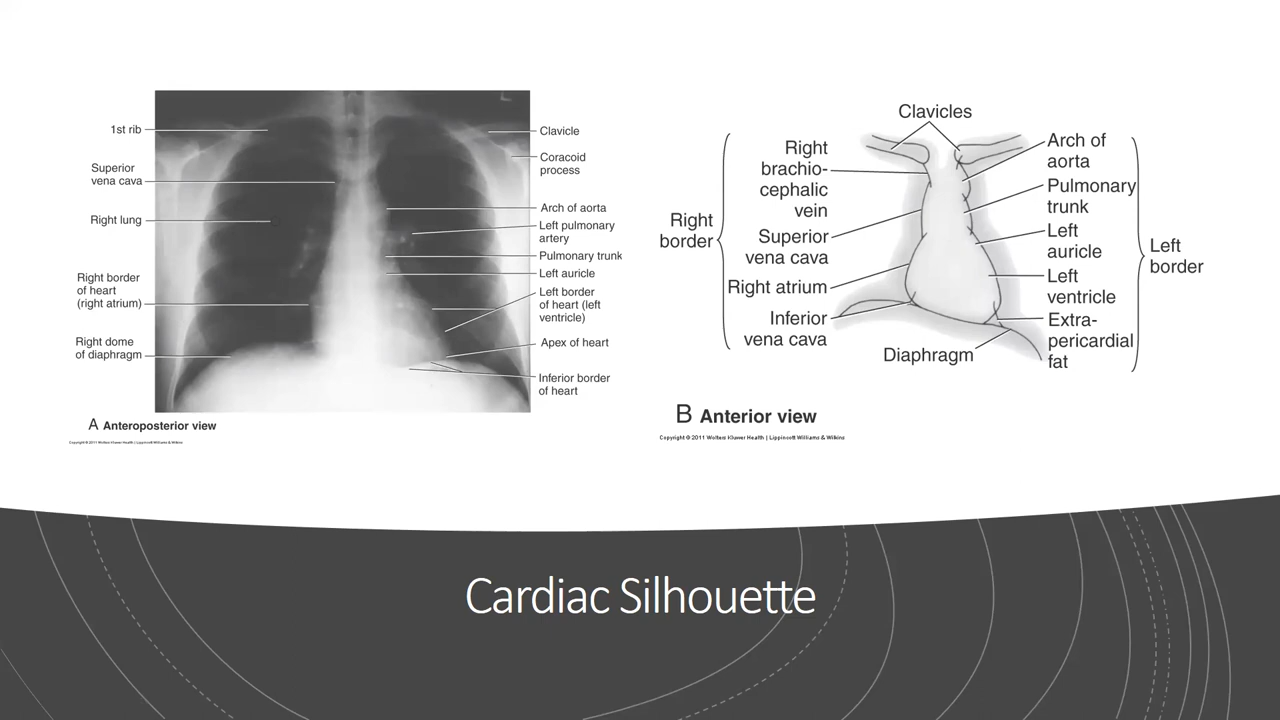 1st rib
Superior
vena cava
Right lung
Right border
of heart
(right atrium)
Right dome
of diaphragm
L
Clavicle
Coracoid
process
Arch of aorta
Left pulmonary
artery
Pulmonary trunk
Left auricle
Left border
of heart (left
ventricle)
Apex of heart
Inferior border
of heart
A Anteroposterior view
Copyright © 2011 Wolters Kluwer Health | Lippincott Williams & Wilkins
Clavicles
Right
border
Right
brachio-
cephalic
vein
Superior
vena cava
Right atrium
Inferior
vena cava
Diaphragm
Arch of
aorta
Pulmonary
trunk
Left
auricle
Left
ventricle
Extra-
pericardial
fat
Left
border
B Anterior view
Copyright © 2011 Wolters Kluwer Health | Lippincott Williams & Wilkins
Cardiac Silhouette